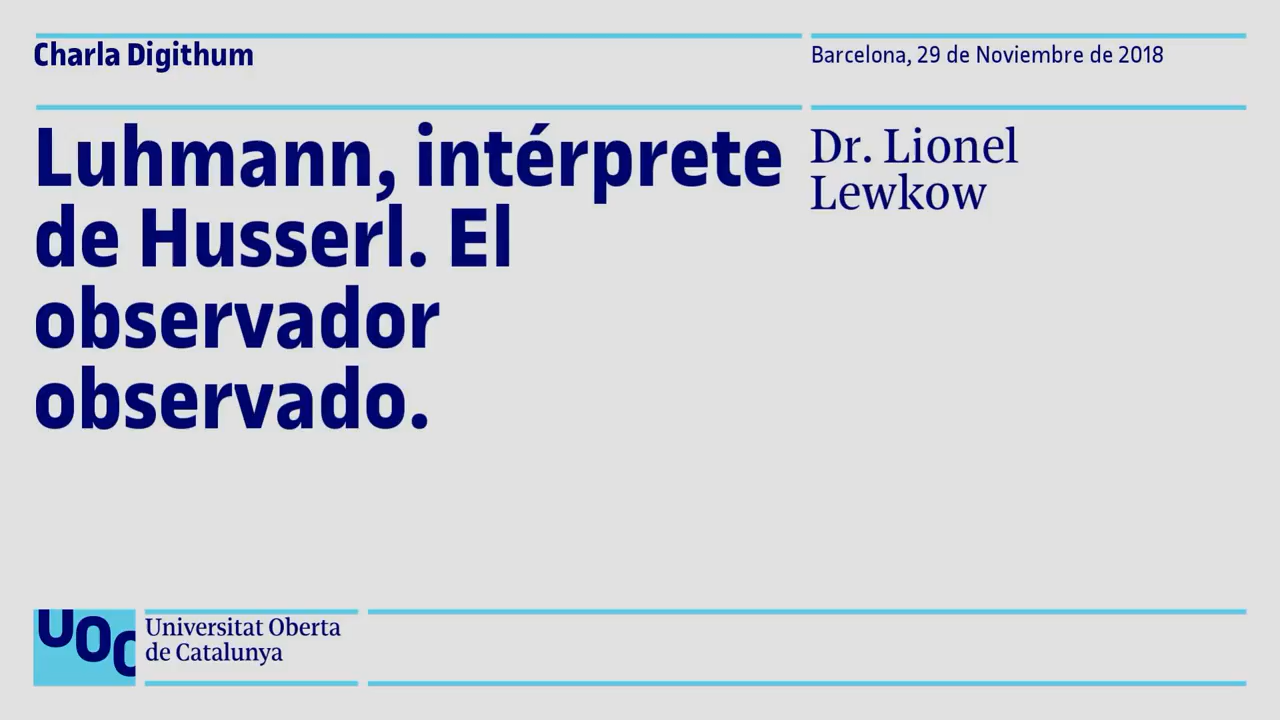 Charla Digithum
Barcelona, 29 de Noviembre de 2018
Luhmann, intérprete
de Husserl. El
observador
observado.
Dr. Lionel
Lewkow
UOC
Universitat Oberta
de Catalunya